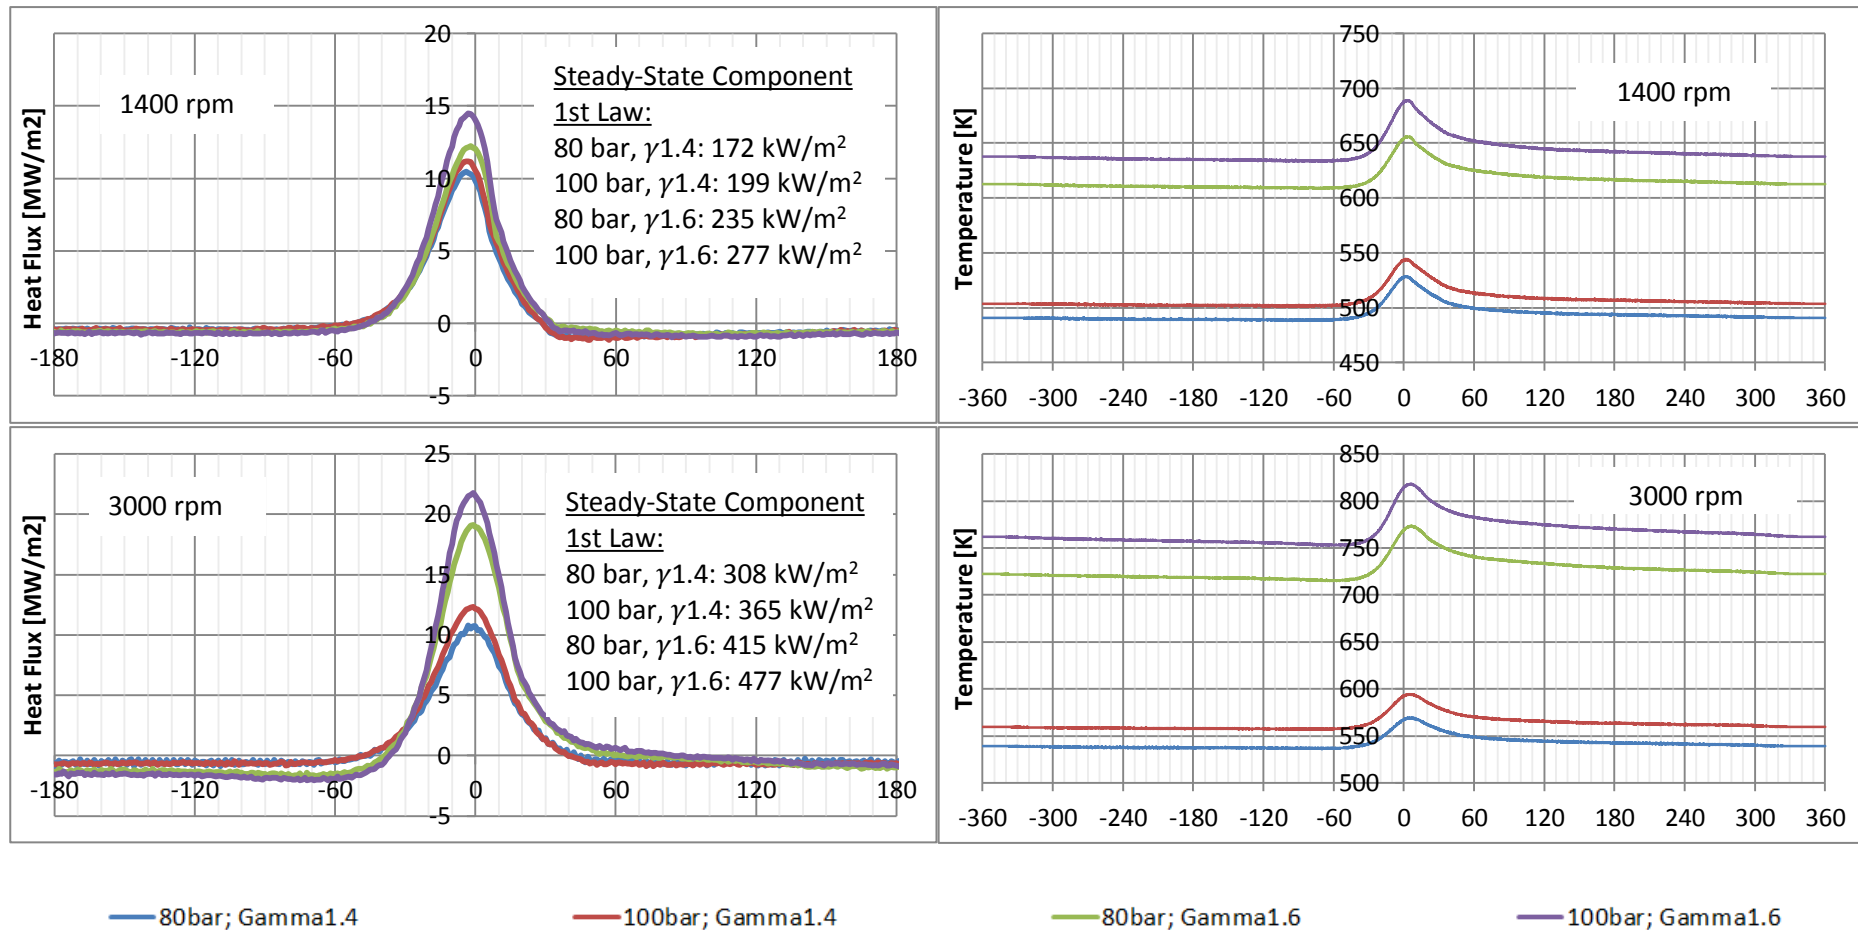 20
15
10
5
0
-5
-180
-120
-60
0
60
120
180
Heat Flux [MW/m2]
1400 rpm
Steady-State Component
1st Law:
80 bar, γ1.4: 172 kW/m²
100 bar, γ1.4: 199 kW/m²
80 bar, γ1.6: 235 kW/m²
100 bar, γ1.6: 277 kW/m²
750
700
650
600
550
500
450
-360 -300 -240 -180 -120 -60 0 60 120 180 240 300 360
Temperature [K]
1400 rpm
25
20
15
10
5
0
-5
-180
-120
-60
0
60
120
180
Heat Flux [MW/m2]
3000 rpm
Steady-State Component
1st Law:
80 bar, γ1.4: 308 kW/m²
100 bar, γ1.4: 365 kW/m²
80 bar, γ1.6: 415 kW/m²
100 bar, γ1.6: 477 kW/m²
850
800
750
700
650
600
550
500
-360 -300 -240 -180 -120 -60 0 60 120 180 240 300 360
Temperature [K]
3000 rpm
80bar; Gamma1.4
100bar; Gamma1.4
80bar; Gamma1.6
100bar; Gamma1.6